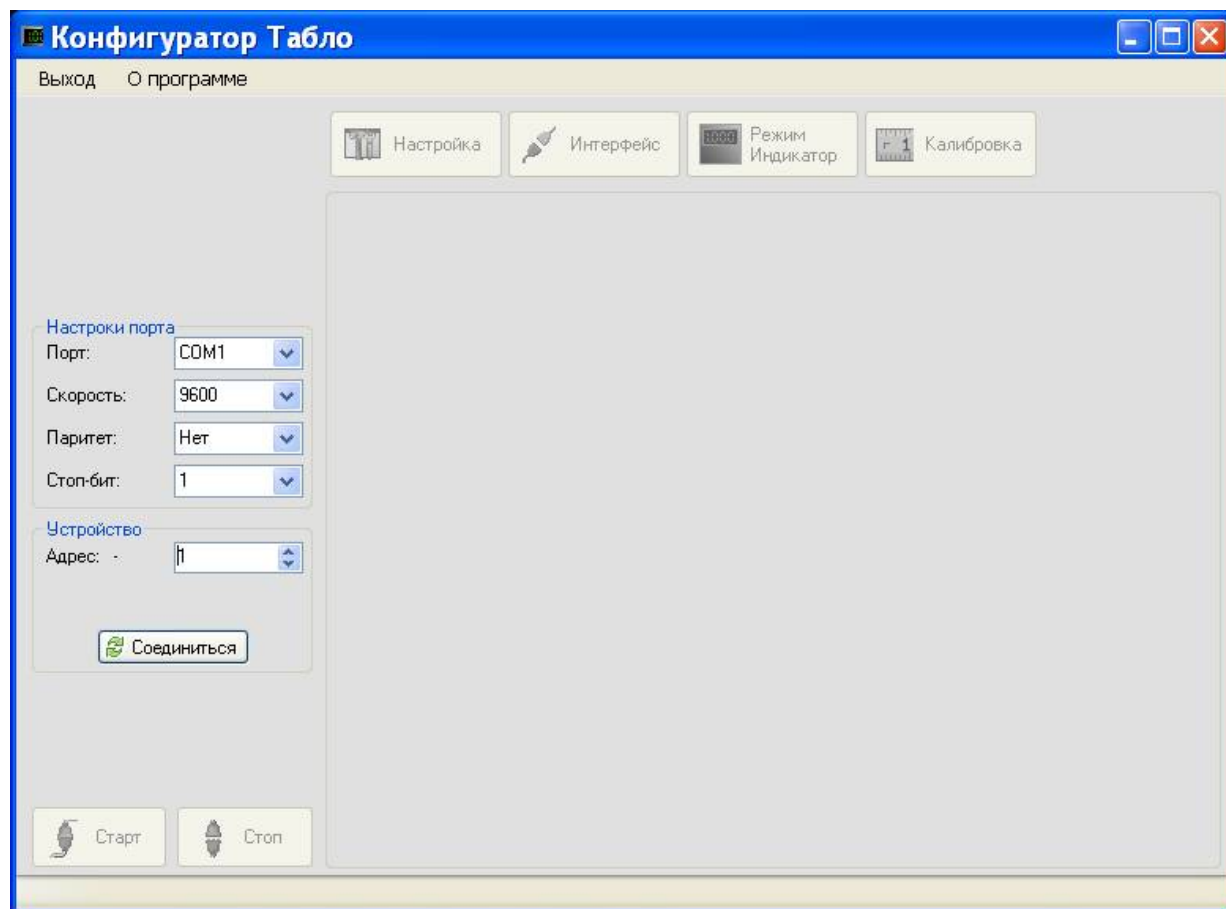 Конфигуратор Табло
Выход О программе
Настройка
Интерфейс
Режим
Индикатор
Калибровка
Настроки порта
Порт: COM1
Скорость: 9600
Паритет: Нет
Стоп-бит: 1
Устройство
Адрес: - 1
Соединиться
Старт
Стоп